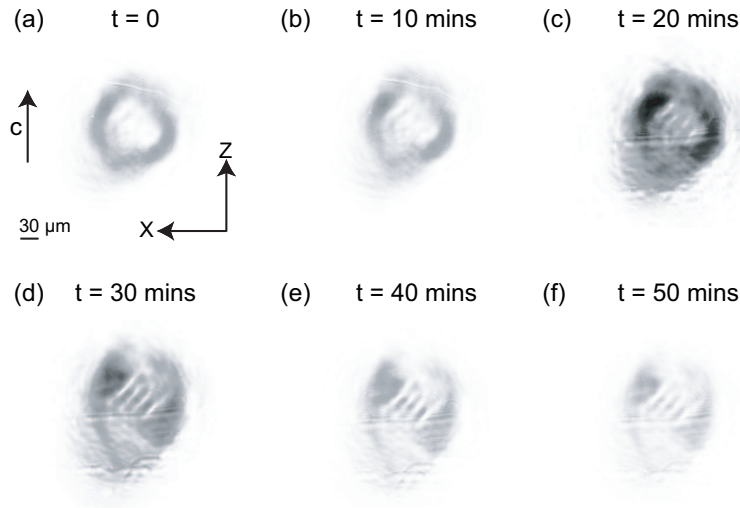 (a) t = 0
(b) t = 10 mins
(c) t = 20 mins
c
Z
X
30 µm
(d) t = 30 mins
(e) t = 40 mins
(f) t = 50 mins